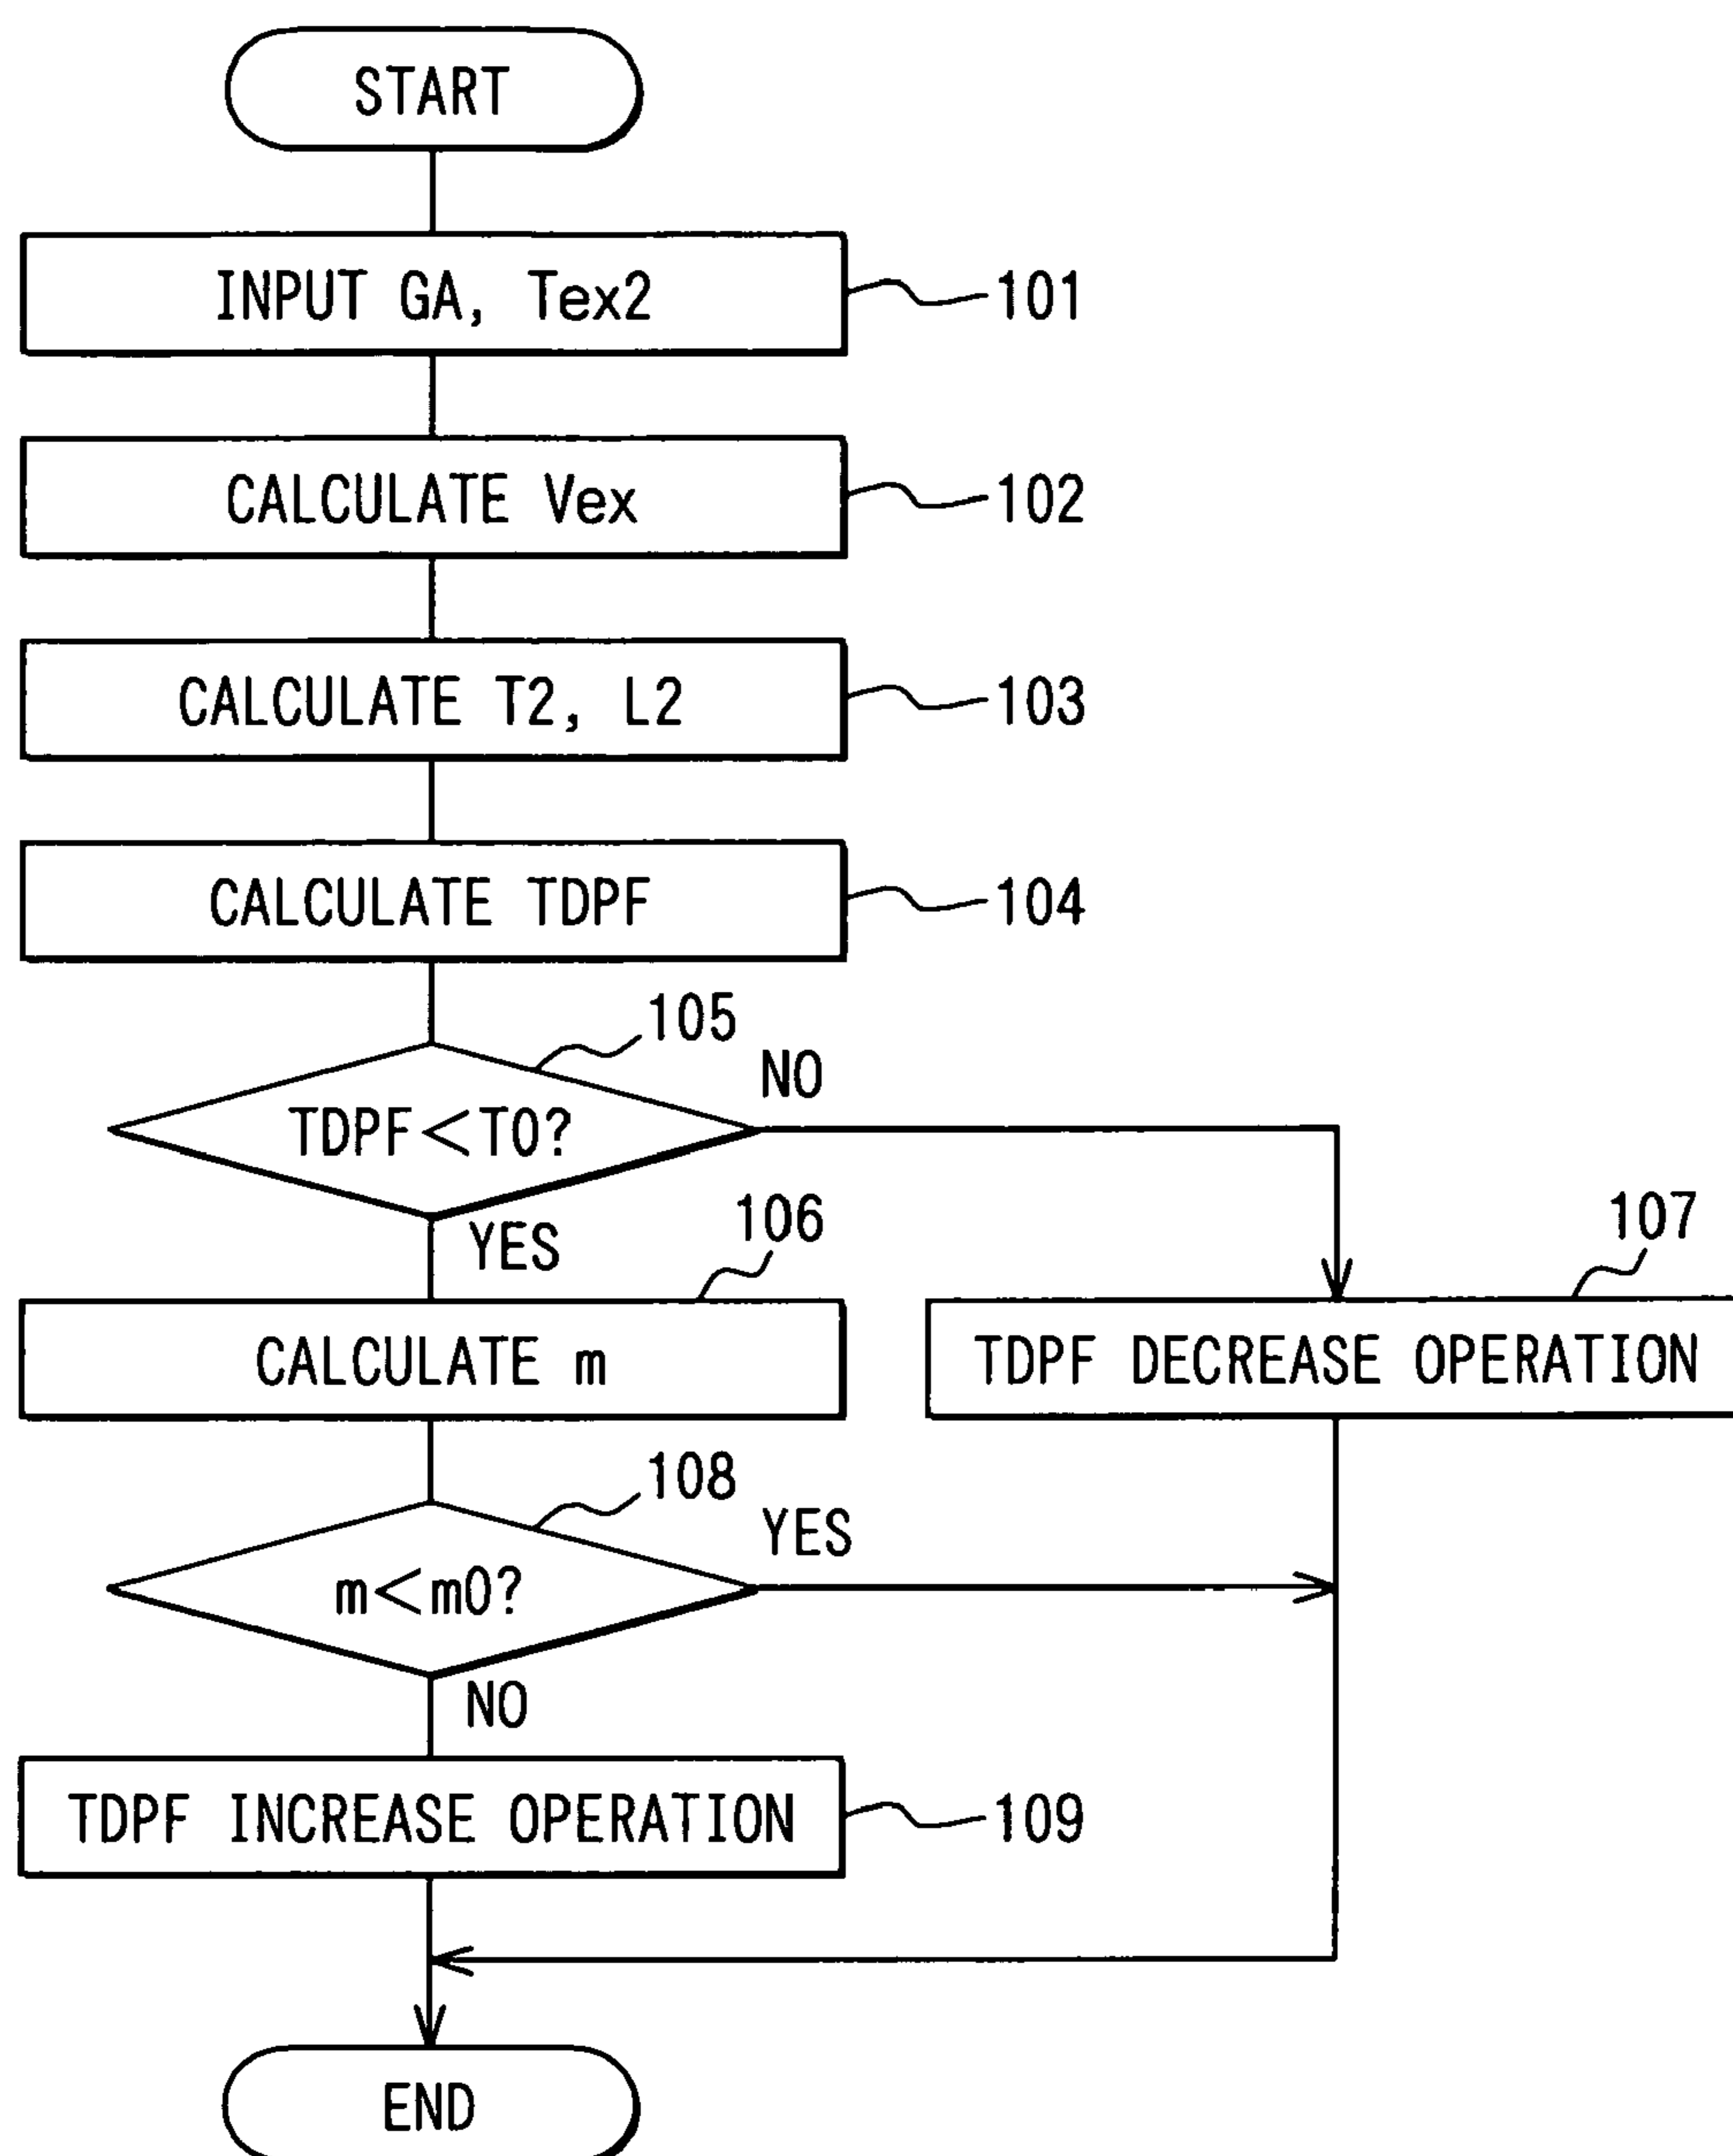 START
INPUT GA, Tex2
101
CALCULATE Vex
102
CALCULATE T2, L2
103
CALCULATE TDPF
104
105
TDPF<T0?
NO
YES
106
CALCULATE m
107
TDPF DECREASE OPERATION
108
m<m0?
YES
NO
TDPF INCREASE OPERATION
109
END